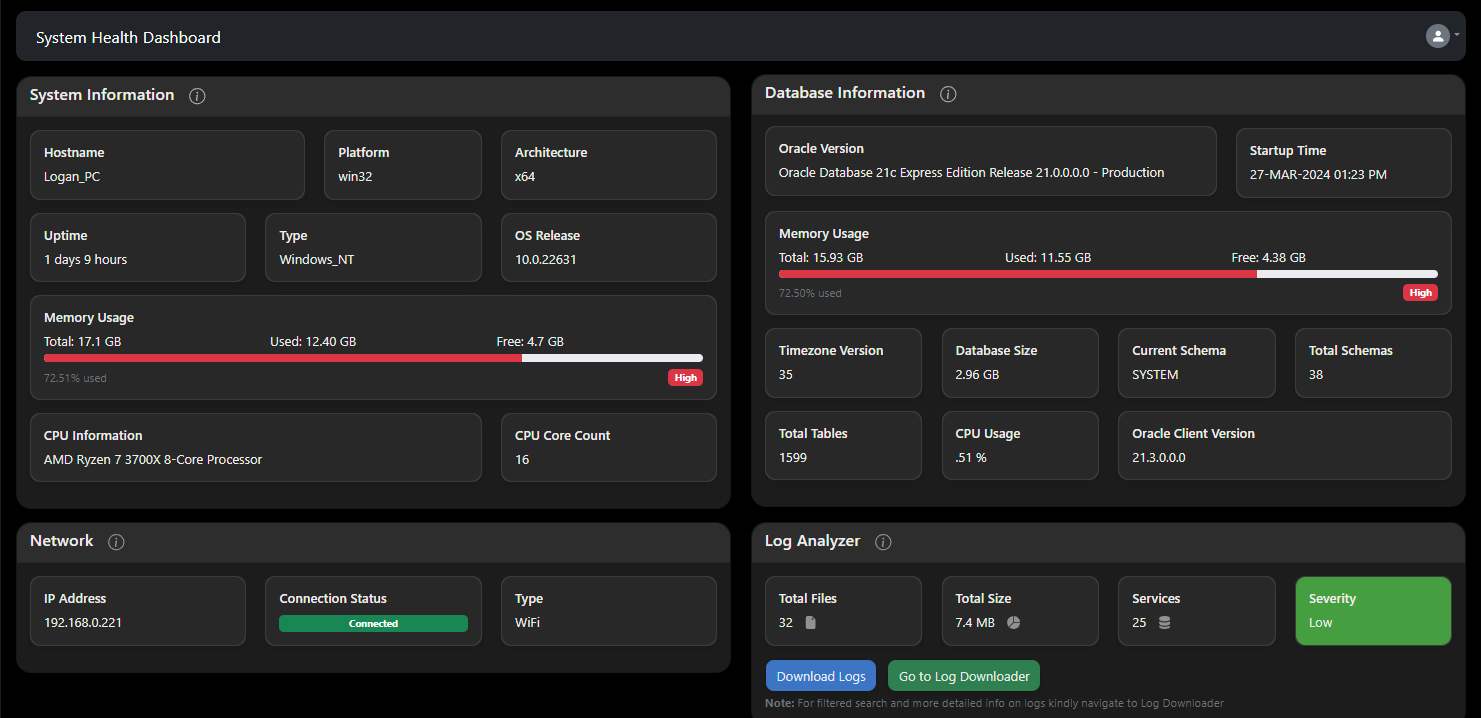 System Health Dashboard
System Information
Hostname
Logan_PC
Platform
win32
Architecture
x64
Uptime
1 days 9 hours
Type
Windows_NT
OS Release
10.0.22631
Memory Usage
Total: 17.1 GB Used: 12.40 GB Free: 4.7 GB
72.51% used High
CPU Information
AMD Ryzen 7 3700X 8-Core Processor
CPU Core Count
16
Database Information
Oracle Version
Oracle Database 21c Express Edition Release 21.0.0.0.0 - Production
Startup Time
27-MAR-2024 01:23 PM
Memory Usage
Total: 15.93 GB Used: 11.55 GB Free: 4.38 GB
72.50% used High
Timezone Version
35
Database Size
2.96 GB
Current Schema
SYSTEM
Total Schemas
38
Total Tables
1599
CPU Usage
.51 %
Oracle Client Version
21.3.0.0.0
Network
IP Address
192.168.0.221
Connection Status
Connected
Type
WiFi
Log Analyzer
Total Files
32
Total Size
7.4 MB
Services
25
Severity
Low
Download Logs Go to Log Downloader
Note: For filtered search and more detailed info on logs kindly navigate to Log Downloader